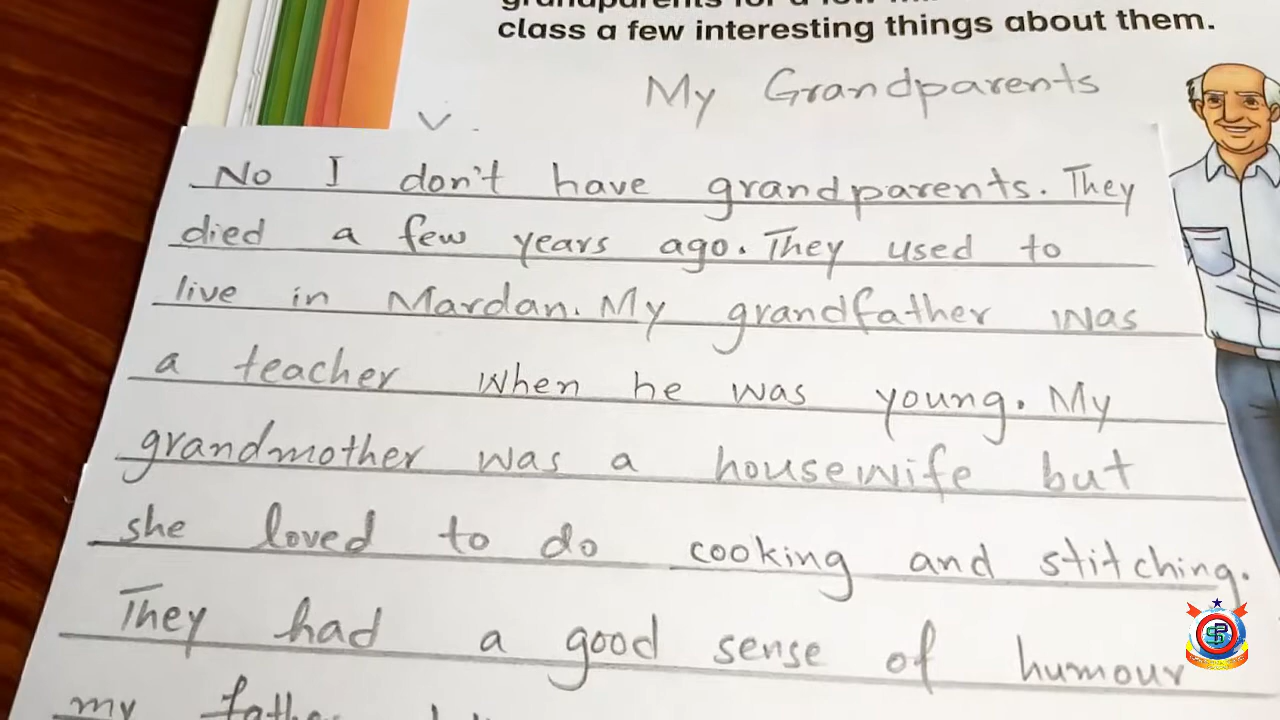 class a few interesting things about them.
My Grandparents
No I don't have grandparents. They
died a few years ago. They used to
live in Mardan. My grandfather was
a teacher when he was young. My
grandmother was a housewife but
she loved to do cooking and stitching.
They had a good sense of humour
my